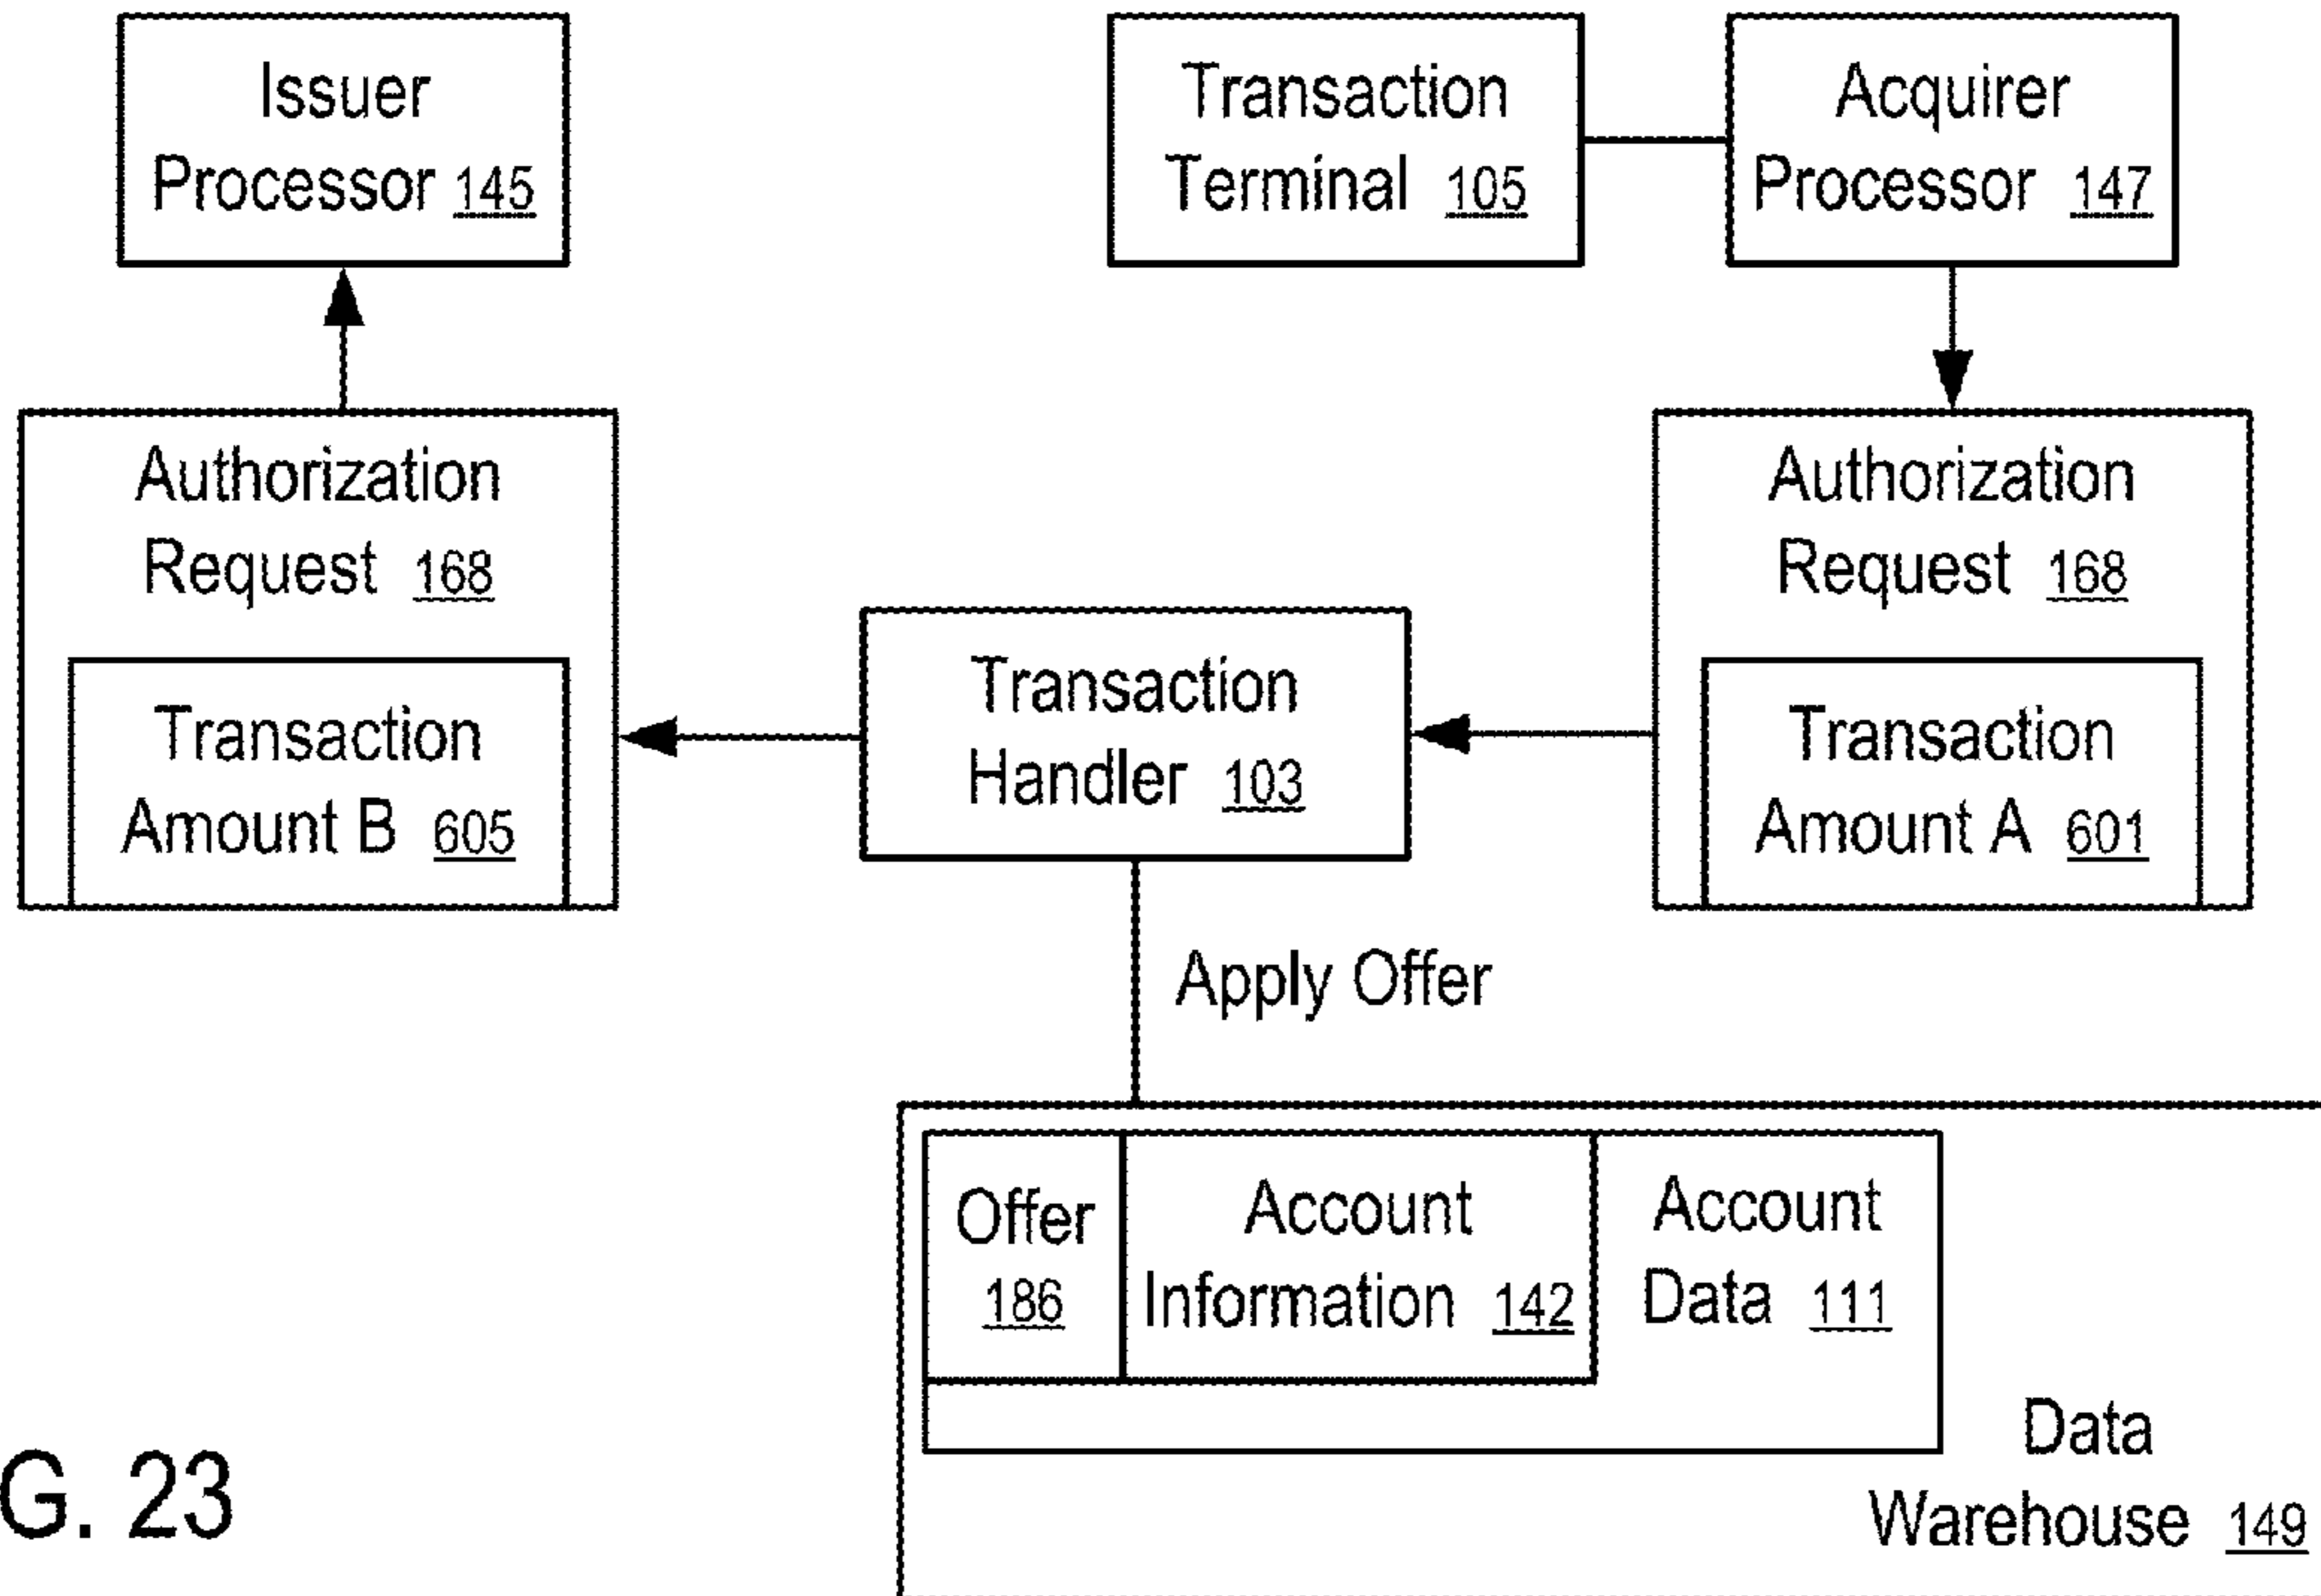 Issuer
Processor 145
Transaction
Terminal 105
Acquirer
Processor 147
Authorization
Request 168
Transaction
Amount B 605
Transaction
Handler 103
Authorization
Request 168
Transaction
Amount A 601
Apply Offer
Offer
186
Account
Information 142
Account
Data 111
Data
Warehouse 149
G. 23